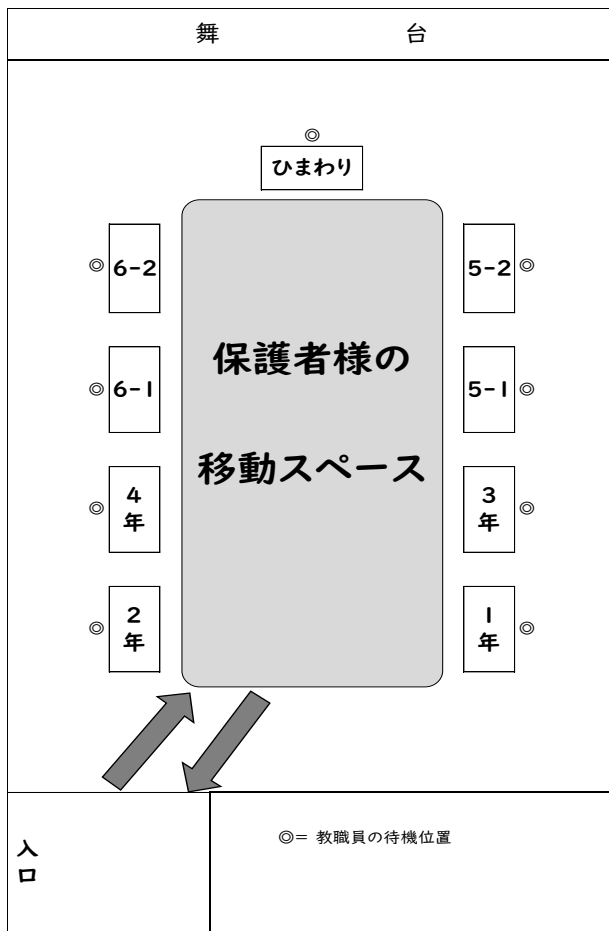 舞 台
◎
ひまわり
◎ 6-2
5-2 ◎
保護者様の
◎ 6-1
5-1 ◎
移動スペース
◎ 4年
3年 ◎
◎ 2年
1年 ◎
入口
◎= 教職員の待機位置